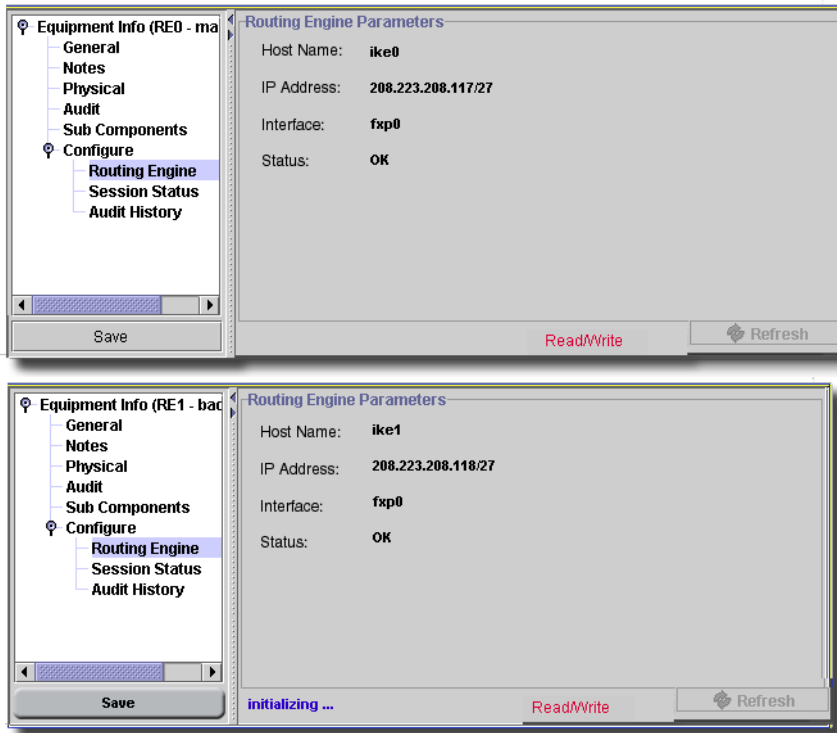 Equipment Info (RE0 - ma
General
Notes
Physical
Audit
Sub Components
Configure
Routing Engine
Session Status
Audit History
Save
Routing Engine Parameters
Host Name: ike0
IP Address: 208.223.208.117/27
Interface: fxp0
Status: OK
Read/Write
Refresh
Equipment Info (RE1 - bac
General
Notes
Physical
Audit
Sub Components
Configure
Routing Engine
Session Status
Audit History
Save
Routing Engine Parameters
Host Name: ike1
IP Address: 208.223.208.118/27
Interface: fxp0
Status: OK
initializing ...
Read/Write
Refresh